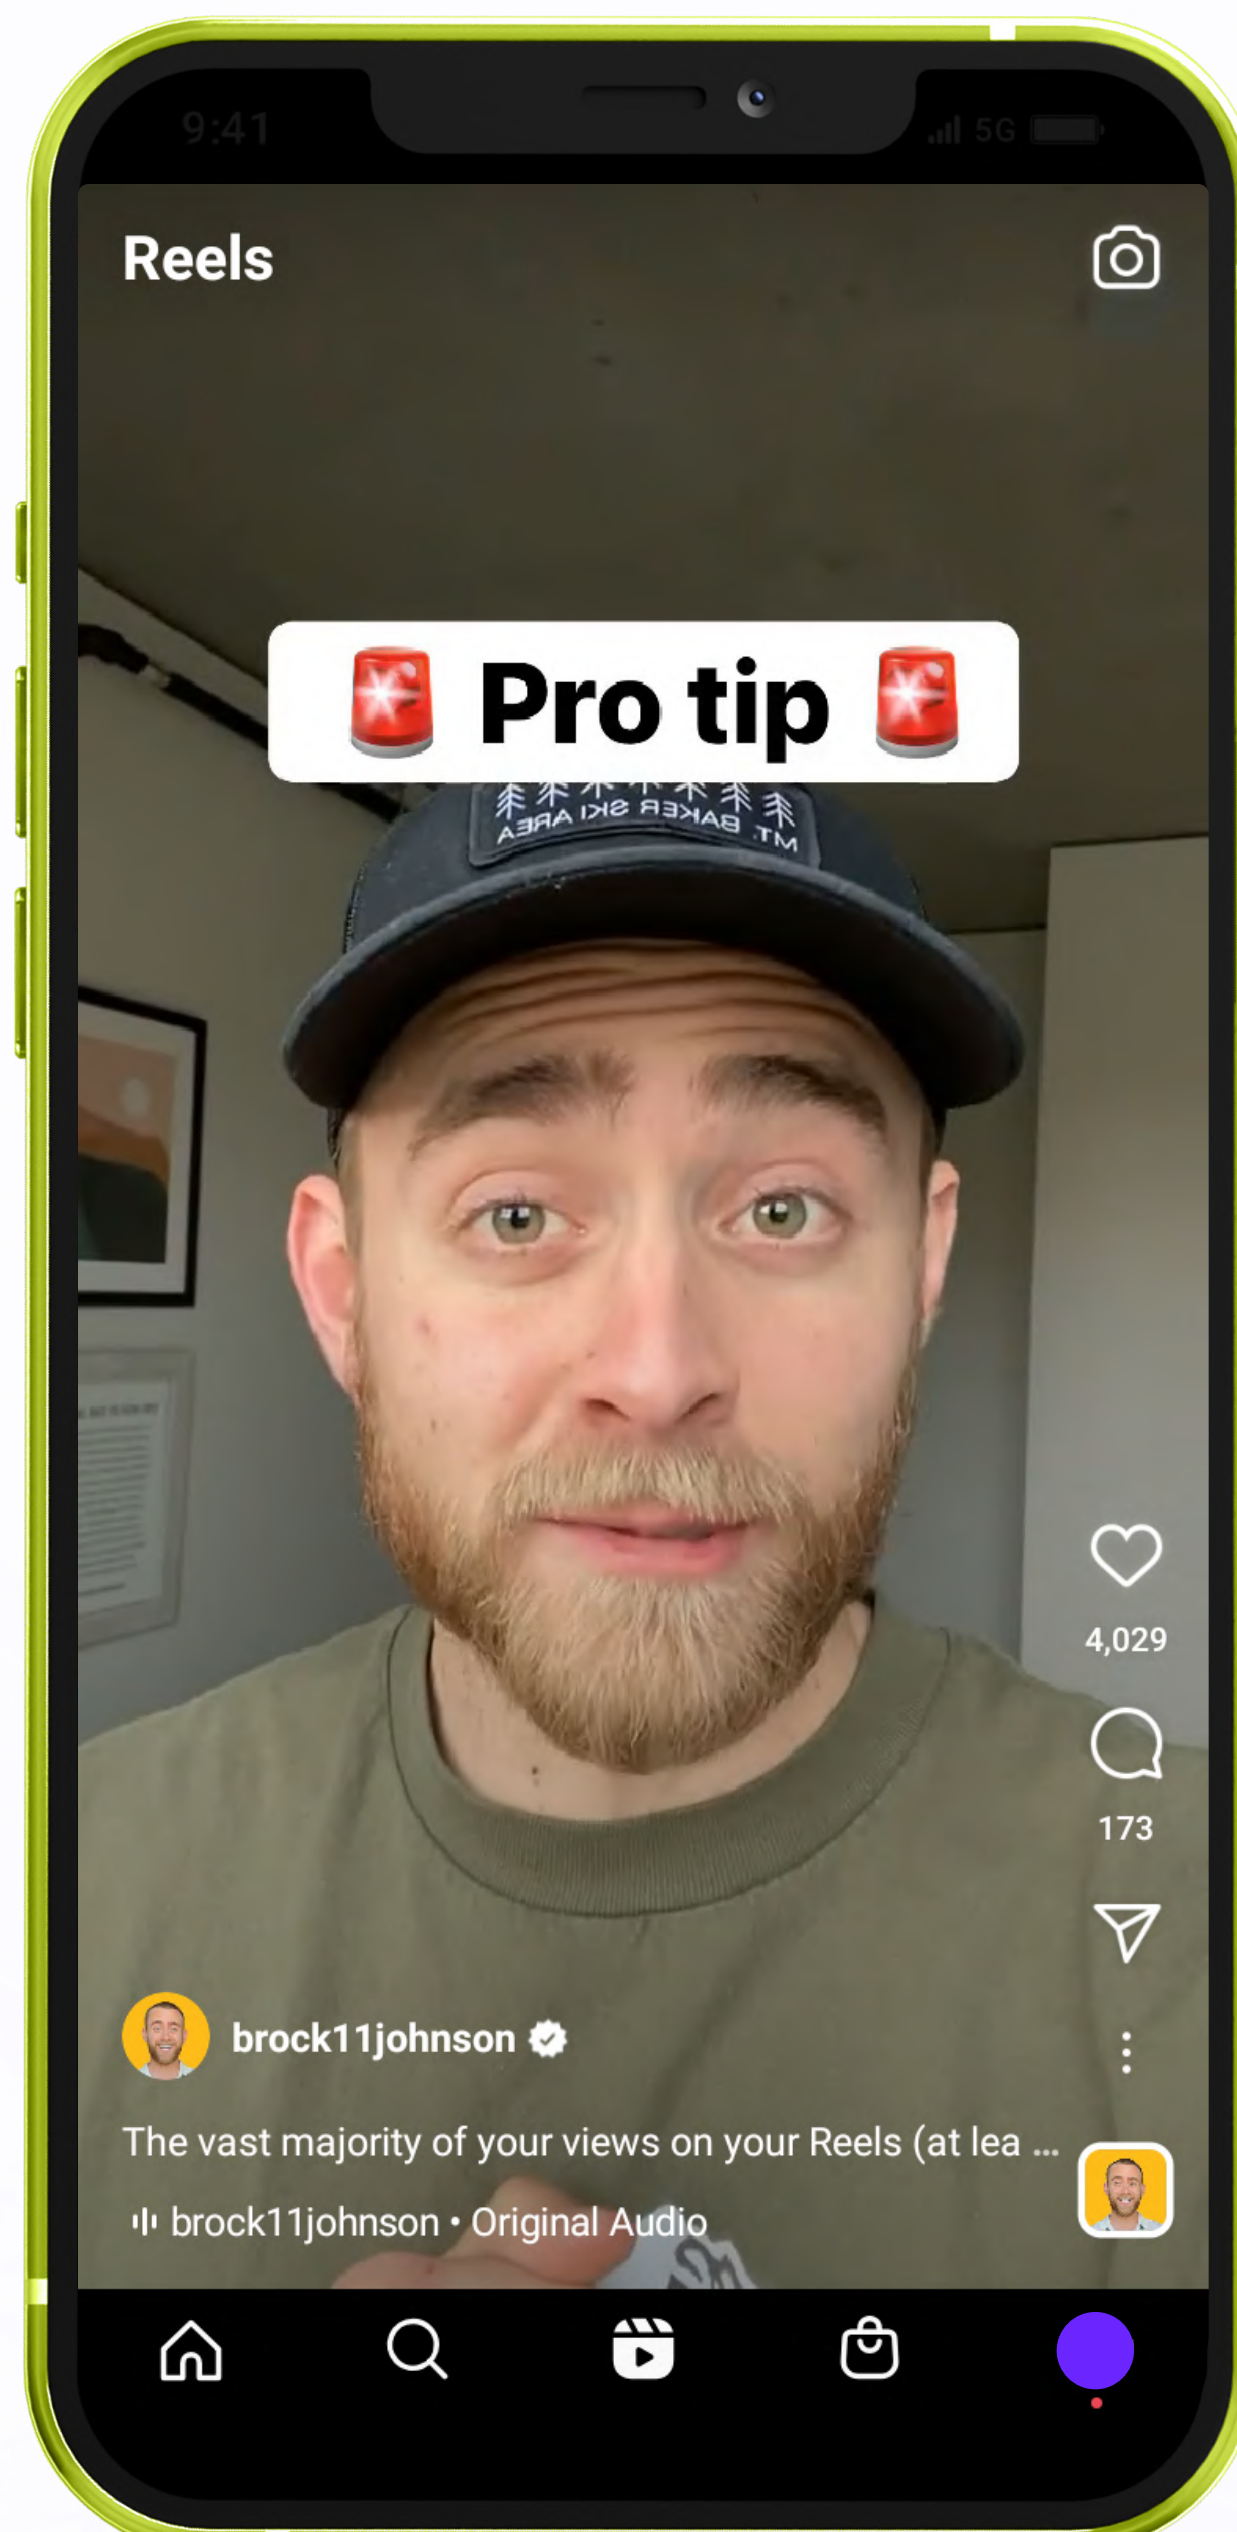 9:41
5G
Reels
🚨 Pro tip 🚨
MT. BAKER SKI AREA
4,029
173
brock11johnson
The vast majority of your views on your Reels (at lea ...
brock11johnson • Original Audio